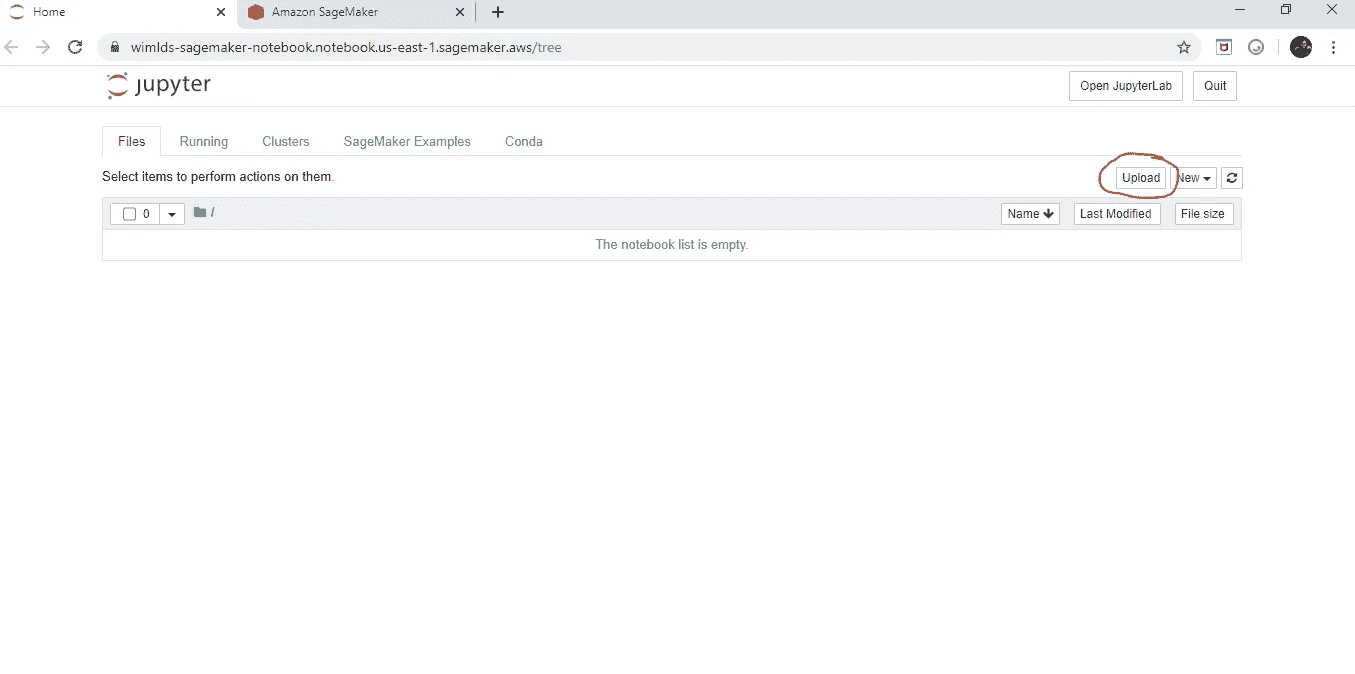 Home
Amazon SageMaker
wimlds-sagemaker-notebook.notebook.us-east-1.sagemaker.aws/tree
jupyter
Open JupyterLab
Quit
Files
Running
Clusters
SageMaker Examples
Conda
Select items to perform actions on them.
Upload
New
0
/
Name
Last Modified
File size
The notebook list is empty.